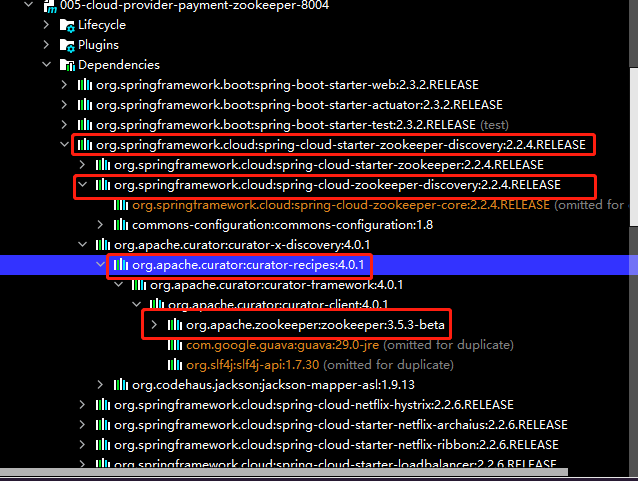 005-cloud-provider-payment-zookeeper-8004
Lifecycle
Plugins
Dependencies
org.springframework.boot:spring-boot-starter-web:2.3.2.RELEASE
org.springframework.boot:spring-boot-starter-actuator:2.3.2.RELEASE
org.springframework.boot:spring-boot-starter-test:2.3.2.RELEASE (test)
org.springframework.cloud:spring-cloud-starter-zookeeper-discovery:2.2.4.RELEASE
org.springframework.cloud:spring-cloud-starter-zookeeper:2.2.4.RELEASE
org.springframework.cloud:spring-cloud-zookeeper-discovery:2.2.4.RELEASE
org.springframework.cloud:spring-cloud-zookeeper-core:2.2.4.RELEASE (omitted for
commons-configuration:commons-configuration:1.8
org.apache.curator:curator-x-discovery:4.0.1
org.apache.curator:curator-recipes:4.0.1
org.apache.curator:curator-framework:4.0.1
org.apache.curator:curator-client:4.0.1
org.apache.zookeeper:zookeeper:3.5.3-beta
com.google.guava:guava:29.0-jre (omitted for duplicate)
org.slf4j:slf4j-api:1.7.30 (omitted for duplicate)
org.codehaus.jackson:jackson-mapper-asl:1.9.13
org.springframework.cloud:spring-cloud-netflix-hystrix:2.2.6.RELEASE
org.springframework.cloud:spring-cloud-starter-netflix-archaius:2.2.6.RELEASE
org.springframework.cloud:spring-cloud-starter-netflix-ribbon:2.2.6.RELEASE
org.springframework.cloud:spring-cloud-starter-loadbalancer:2.2.6.RELEASE